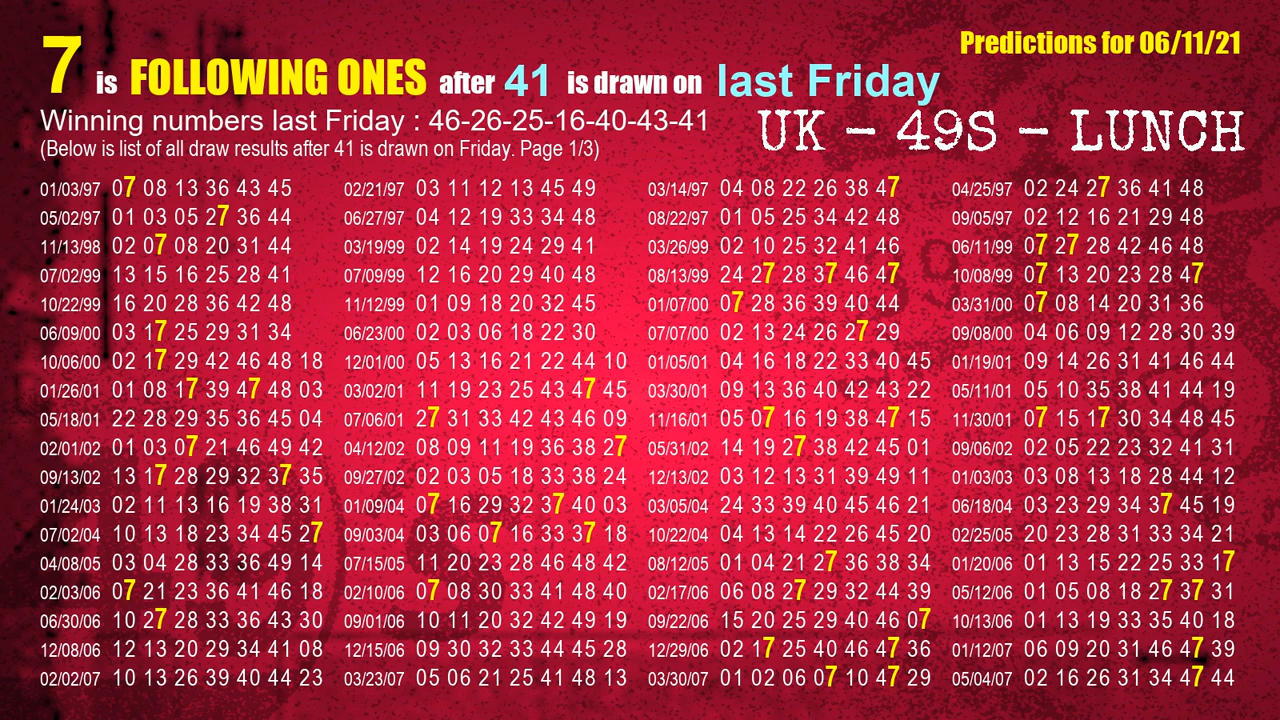 Predictions for 06/11/21
7 is FOLLOWING ONES after 41 is drawn on last Friday
Winning numbers last Friday : 46-26-25-16-40-43-41
UK - 49S - LUNCH
(Below is list of all draw results after 41 is drawn on Friday. Page 1/3)
01/03/97 07 08 13 36 43 45 02/21/97 03 11 12 13 45 49 03/14/97 04 08 22 26 38 47 04/25/97 02 24 27 36 41 48
05/02/97 01 03 05 27 36 44 06/27/97 04 12 19 33 34 48 08/22/97 01 05 25 34 42 48 09/05/97 02 12 16 21 29 48
11/13/98 02 07 08 20 31 44 03/19/99 02 14 19 24 29 41 03/26/99 02 10 25 32 41 46 06/11/99 07 27 28 42 46 48
07/02/99 13 15 16 25 28 41 07/09/99 12 16 20 29 40 48 08/13/99 24 27 28 37 46 47 10/08/99 07 13 20 23 28 47
10/22/99 16 20 28 36 42 48 11/12/99 01 09 18 20 32 45 01/07/00 07 28 36 39 40 44 03/31/00 07 08 14 20 31 36
06/09/00 03 17 25 29 31 34 06/23/00 02 03 06 18 22 30 07/07/00 02 13 24 26 27 29 09/08/00 04 06 09 12 28 30 39
10/06/00 02 17 29 42 46 48 18 12/01/00 05 13 16 21 22 44 10 01/05/01 04 16 18 22 33 40 45 01/19/01 09 14 26 31 41 46 44
01/26/01 01 08 17 39 47 48 03 03/02/01 11 19 23 25 43 47 45 03/30/01 09 13 36 40 42 43 22 05/11/01 05 10 35 38 41 44 19
05/18/01 22 28 29 35 36 45 04 07/06/01 27 31 33 42 43 46 09 11/16/01 05 07 16 19 38 47 15 11/30/01 07 15 17 30 34 48 45
02/01/02 01 03 07 21 46 49 42 04/12/02 08 09 11 19 36 38 27 05/31/02 14 19 27 38 42 45 01 09/06/02 02 05 22 23 32 41 31
09/13/02 13 17 28 29 32 37 35 09/27/02 02 03 05 18 33 38 24 12/13/02 03 12 13 31 39 49 11 01/03/03 03 08 13 18 28 44 12
01/24/03 02 11 13 16 19 38 31 01/09/04 07 16 29 32 37 40 03 03/05/04 24 33 39 40 45 46 21 06/18/04 03 23 29 34 37 45 19
07/02/04 10 13 18 23 34 45 27 09/03/04 03 06 07 16 33 37 18 10/22/04 04 13 14 22 26 45 20 02/25/05 20 23 28 31 33 34 21
04/08/05 03 04 28 33 36 49 14 07/15/05 11 20 23 28 46 48 42 08/12/05 01 04 21 27 36 38 34 01/20/06 01 13 15 22 25 33 17
02/03/06 07 21 23 36 41 46 18 02/10/06 07 08 30 33 41 48 40 02/17/06 06 08 27 29 32 44 39 05/12/06 01 05 08 18 27 37 31
06/30/06 10 27 28 33 36 43 30 09/01/06 10 11 20 32 42 49 19 09/22/06 15 20 25 29 40 46 07 10/13/06 01 13 19 33 35 40 18
12/08/06 12 13 20 29 34 41 08 12/15/06 09 30 32 33 44 45 28 12/29/06 02 17 25 40 46 47 36 01/12/07 06 09 20 31 46 47 39
02/02/07 10 13 26 39 40 44 23 03/23/07 05 06 21 25 41 48 13 03/30/07 01 02 06 07 10 47 29 05/04/07 02 16 26 31 34 47 44